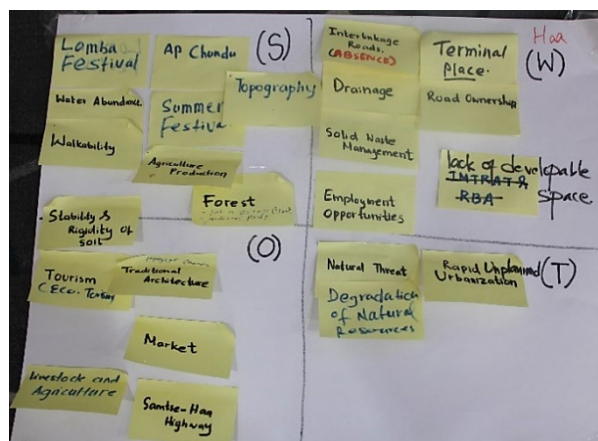 Lomba
Festival
Ap Chundu
(S)
Water Abundance
Summer
Festival
Topography
Walkability
Agriculture
Production
Forest
Stability &
Rigidity of
soil
Haa
(W)
Interlinkage
Roads.
(ABSENCE)
Terminal
Place.
Drainage
Road Ownership
Solid Waste
Management
lack of developable
IMTRAT &
RBA space
Employment
Opportunities
(O)
Tourism
(Eco.
Traditional
Architecture
Market
Livestock and
Agriculture
Samtse-Haa
Highway
(T)
Natural Threat
Rapid Unplanned
Urbanization
Degradation
of Natural
Resources